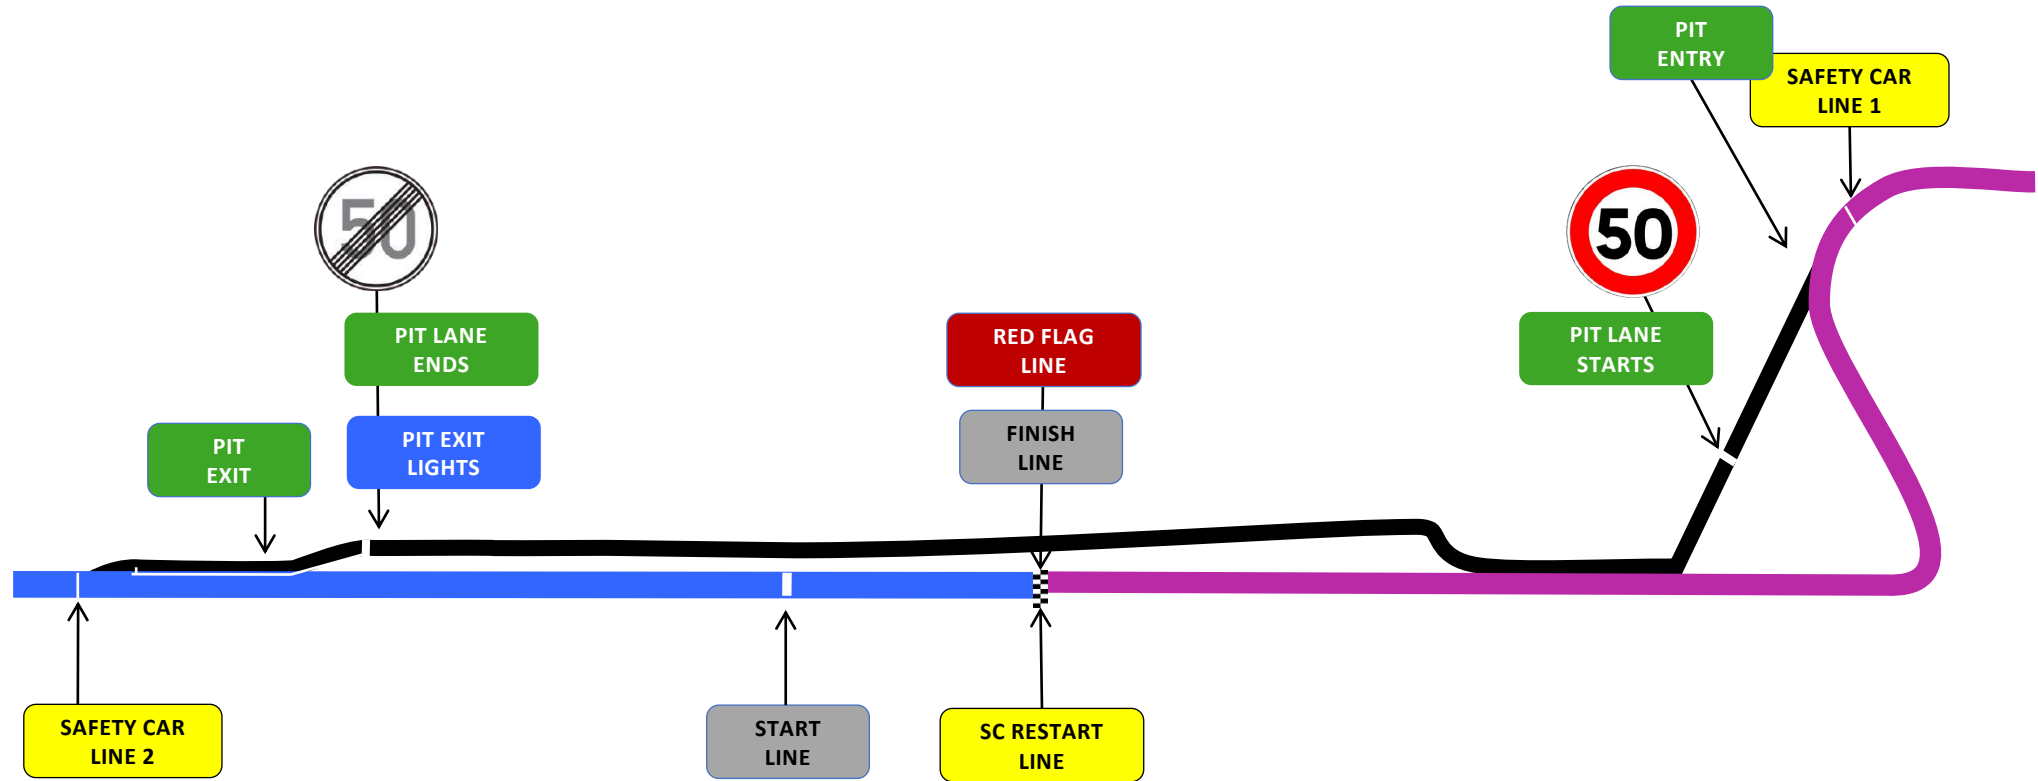 PIT
ENTRY
SAFETY CAR
LINE 1
50
50
PIT LANE
ENDS
RED FLAG
LINE
PIT LANE
STARTS
PIT
EXIT
PIT EXIT
LIGHTS
FINISH
LINE
SAFETY CAR
LINE 2
START
LINE
SC RESTART
LINE